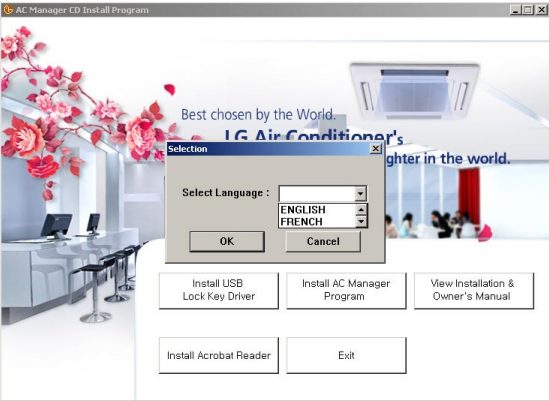 AC Manager CD Install Program
Best chosen by the World.
LG Air Conditioner's
ghter in the world.
Selection
Select Language :
ENGLISH
FRENCH
OK
Cancel
Install USB
Lock Key Driver
Install AC Manager
Program
View Installation &
Owner's Manual
Install Acrobat Reader
Exit